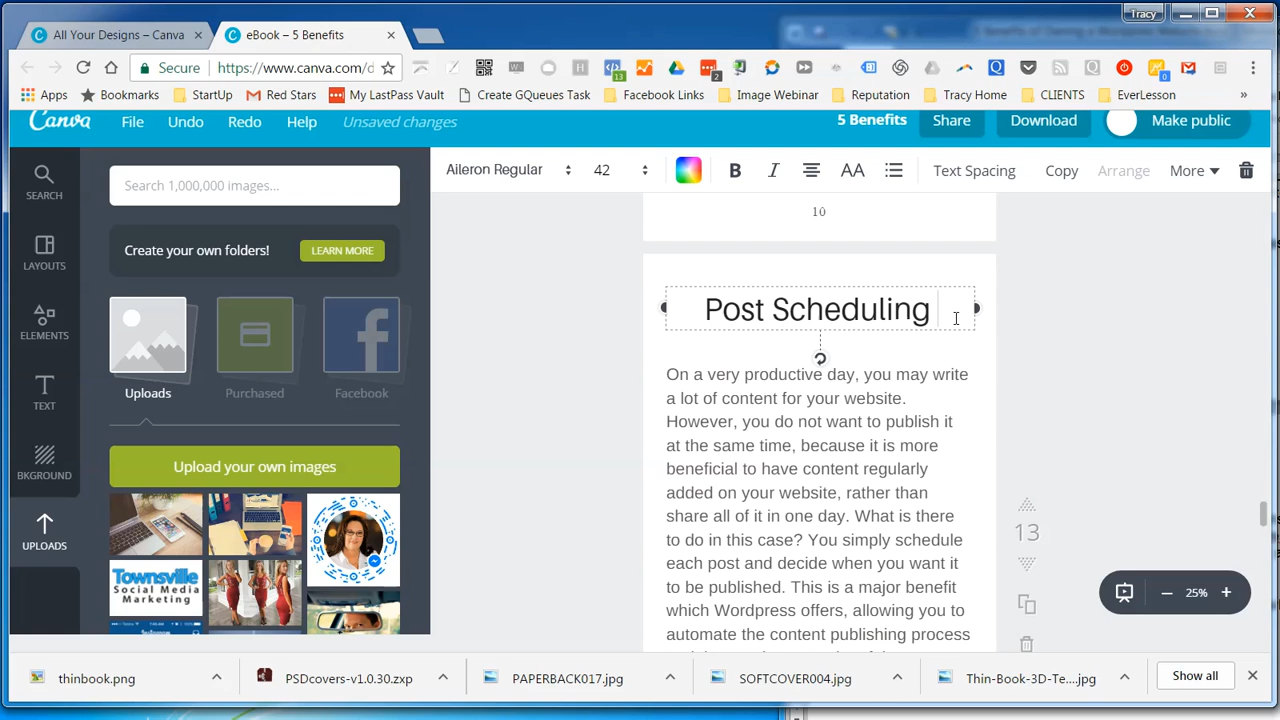 Tracy
All Your Designs – Canva
eBook – 5 Benefits
Secure
https://www.canva.com/d
13
2
0
Apps
Bookmarks
StartUp
Red Stars
My LastPass Vault
Create GQueues Task
Facebook Links
Image Webinar
Reputation
Tracy Home
CLIENTS
EverLesson
»
Canva
File
Undo
Redo
Help
Unsaved changes
5 Benefits
Share
Download
Make public
SEARCH
LAYOUTS
ELEMENTS
TEXT
BKGROUND
UPLOADS
Search 1,000,000 images...
Create your own folders!
LEARN MORE
Uploads
Purchased
Facebook
Upload your own images
Townsville
Social Media
Marketing
Aileron Regular
42
B
I
AA
Text Spacing
Copy
Arrange
More
10
Post Scheduling
On a very productive day, you may write
a lot of content for your website.
However, you do not want to publish it
at the same time, because it is more
beneficial to have content regularly
added on your website, rather than
share all of it in one day. What is there
to do in this case? You simply schedule
each post and decide when you want it
to be published. This is a major benefit
which Wordpress offers, allowing you to
automate the content publishing process
13
25%
thinbook.png
PSDcovers-v1.0.30.zxp
PAPERBACK017.jpg
SOFTCOVER004.jpg
Thin-Book-3D-Te....jpg
Show all